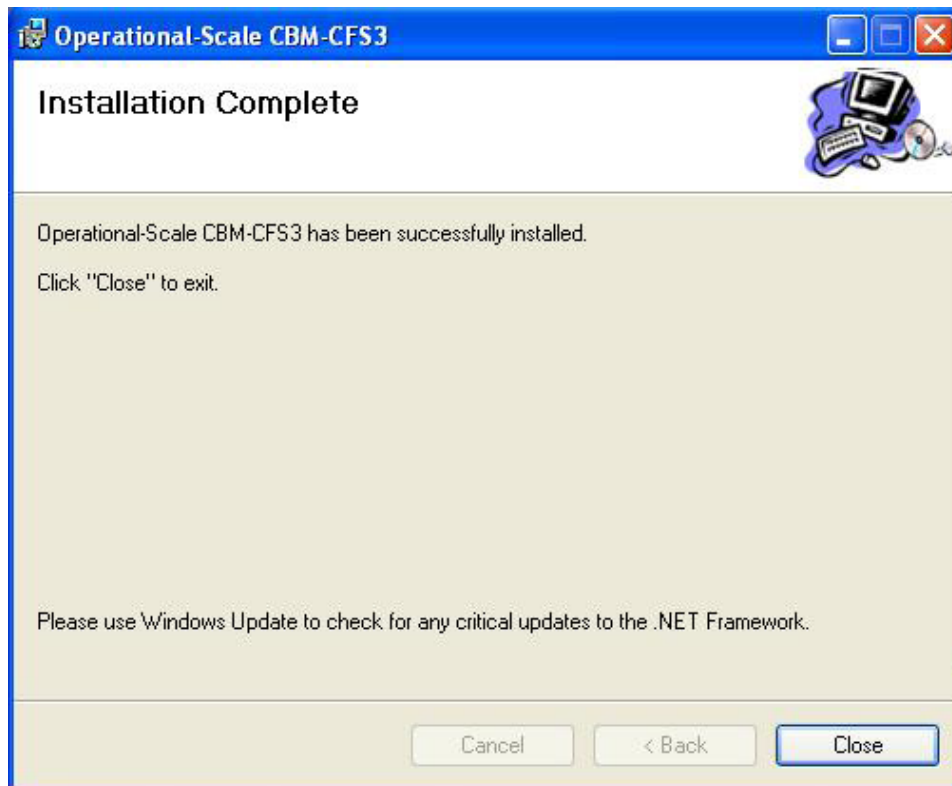 Operational-Scale CBM-CFS3
Installation Complete
Operational-Scale CBM-CFS3 has been successfully installed.
Click "Close" to exit.
Please use Windows Update to check for any critical updates to the .NET Framework.
Cancel
< Back
Close